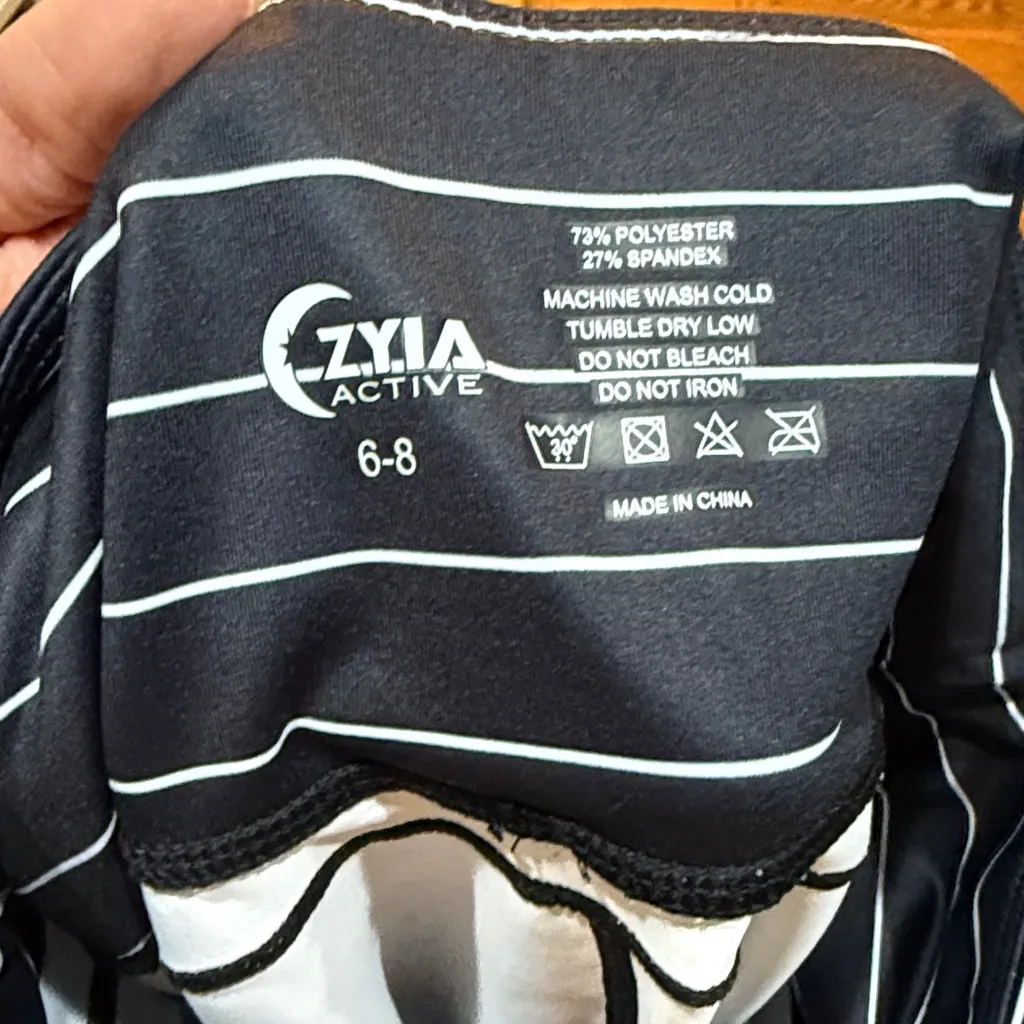 ZYIA
ACTIVE
6-8
73% POLYESTER
27% SPANDEX
MACHINE WASH COLD
TUMBLE DRY LOW
DO NOT BLEACH
DO NOT IRON
30°
MADE IN CHINA